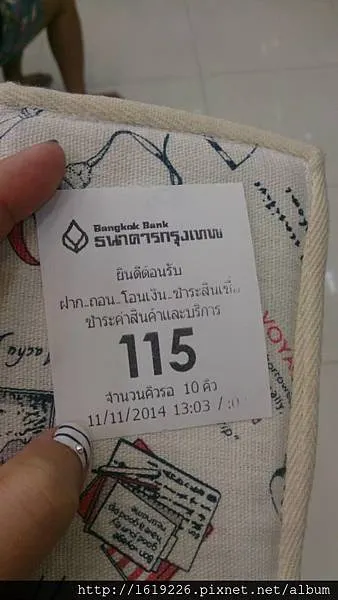 Bangkok Bank
ธนาคารกรุงเทพ
ยินดีต้อนรับ
ฝาก..ถอน..โอนเงิน..ชำระสินเชื่อ
ชำระค่าสินค้าและบริการ
115
จำนวนคิวรอ 10 คิว
11/11/2014 13:03 /
VOYA
http://1619226.pixnet.net/album